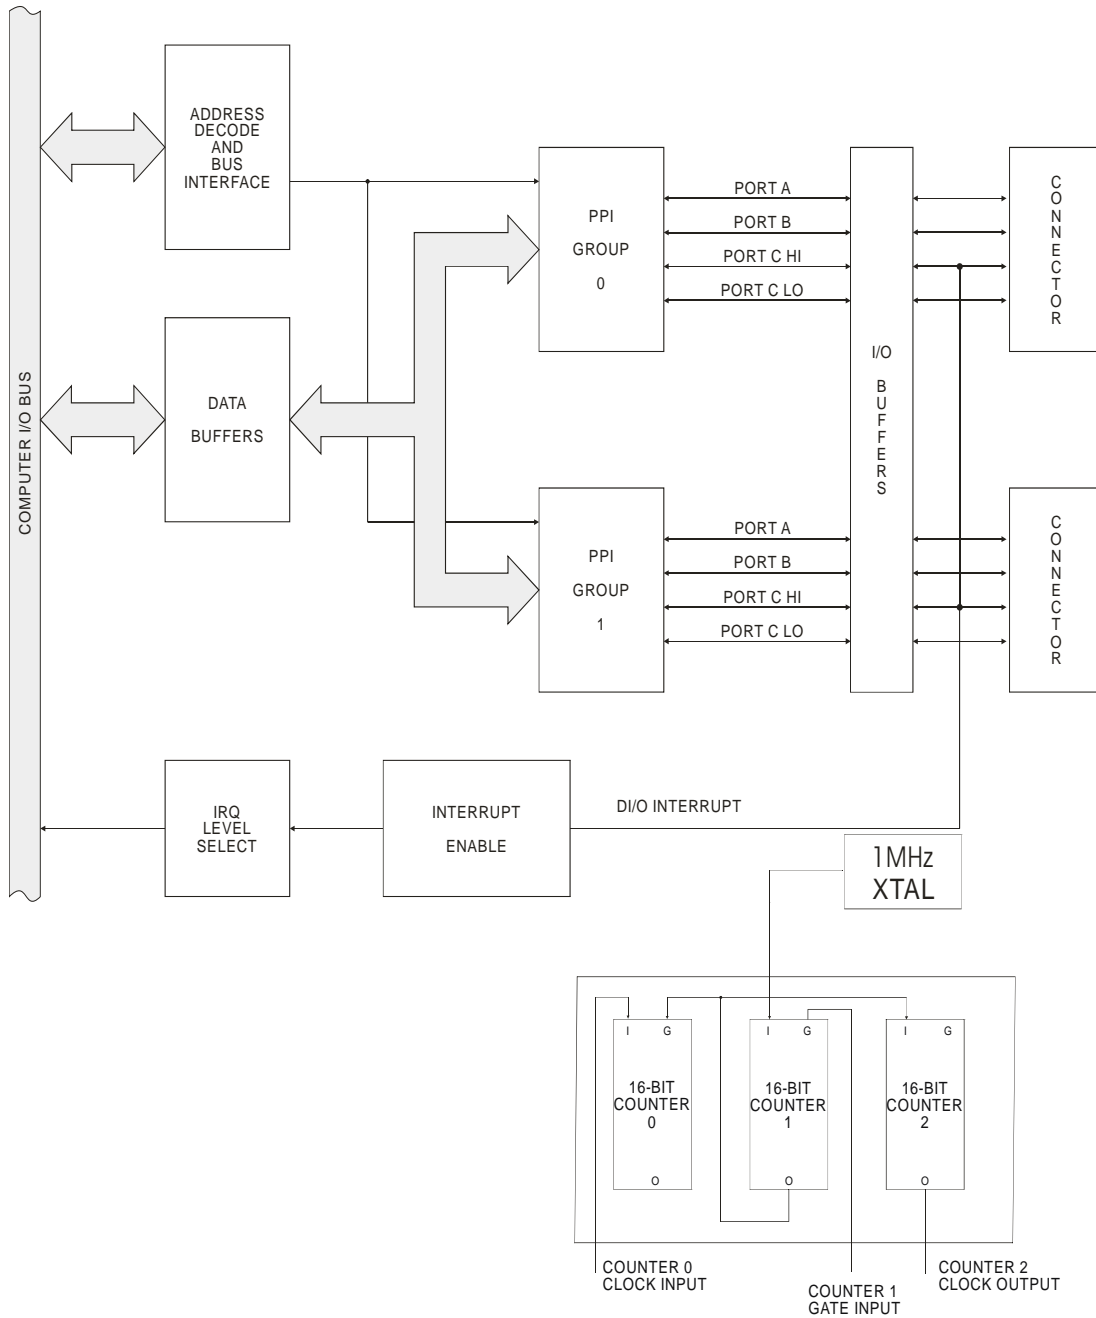 COMPUTER I/O BUS
ADDRESS
DECODE
AND
BUS
INTERFACE
DATA
BUFFERS
PPI
GROUP
0
PORT A
PORT B
PORT C HI
PORT C LO
I/O
BUFFERS
CONNECTOR
PPI
GROUP
1
PORT A
PORT B
PORT C HI
PORT C LO
CONNECTOR
IRQ
LEVEL
SELECT
INTERRUPT
ENABLE
DI/O INTERRUPT
1MHz
XTAL
I G
16-BIT
COUNTER
0
O
I G
16-BIT
COUNTER
1
O
I G
16-BIT
COUNTER
2
O
COUNTER 0
CLOCK INPUT
COUNTER 1
GATE INPUT
COUNTER 2
CLOCK OUTPUT